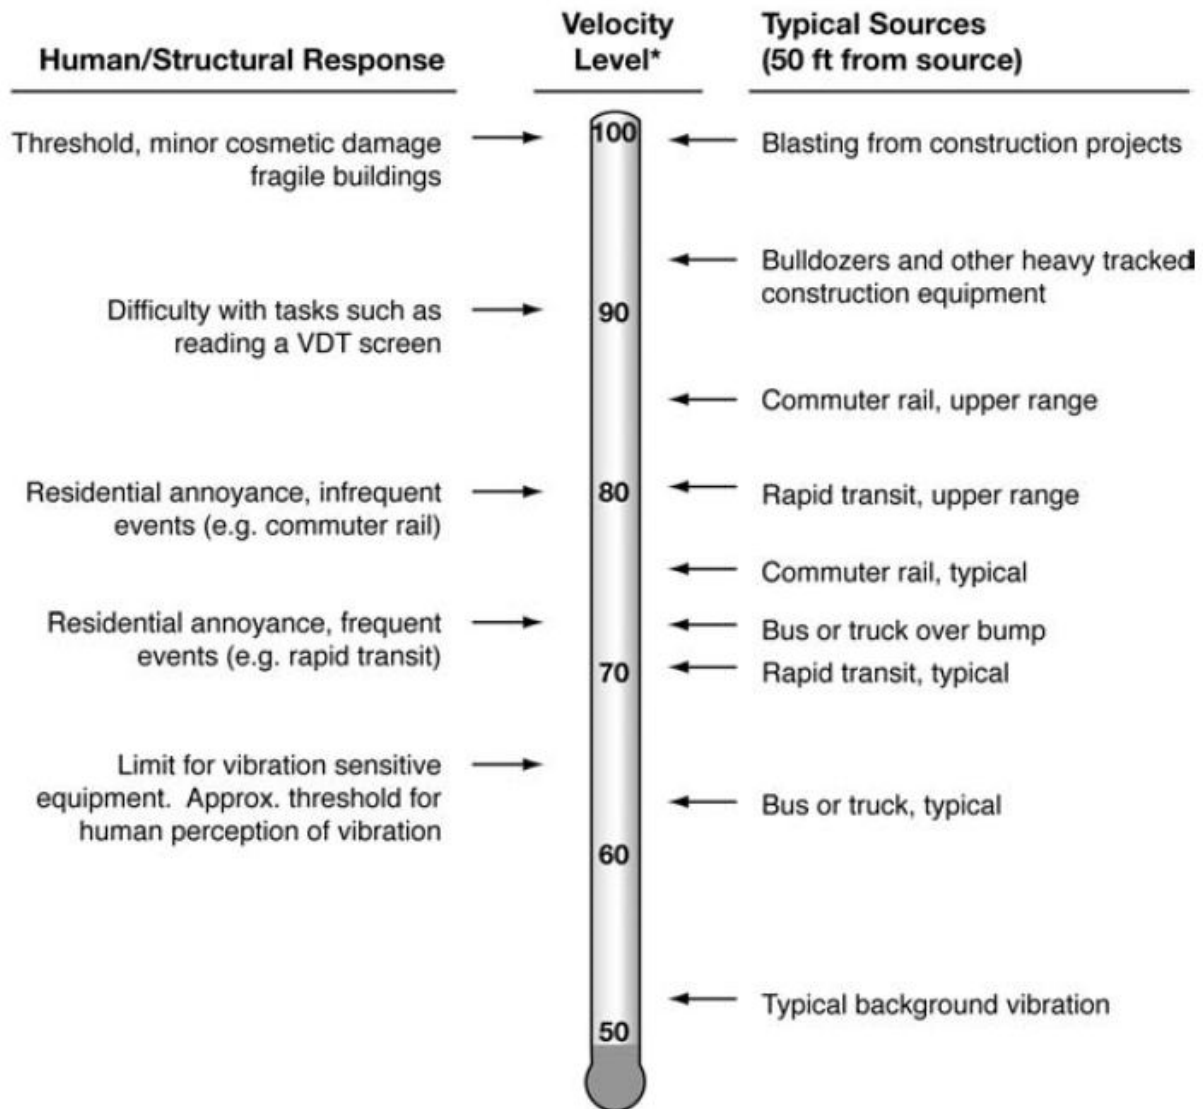 Human/Structural Response
Velocity
Level*
Typical Sources
(50 ft from source)
Threshold, minor cosmetic damage
fragile buildings
100
Blasting from construction projects
Bulldozers and other heavy tracked
construction equipment
Difficulty with tasks such as
reading a VDT screen
90
Commuter rail, upper range
Residential annoyance, infrequent
events (e.g. commuter rail)
80
Rapid transit, upper range
Commuter rail, typical
Residential annoyance, frequent
events (e.g. rapid transit)
Bus or truck over bump
70
Rapid transit, typical
Limit for vibration sensitive
equipment. Approx. threshold for
human perception of vibration
Bus or truck, typical
60
Typical background vibration
50